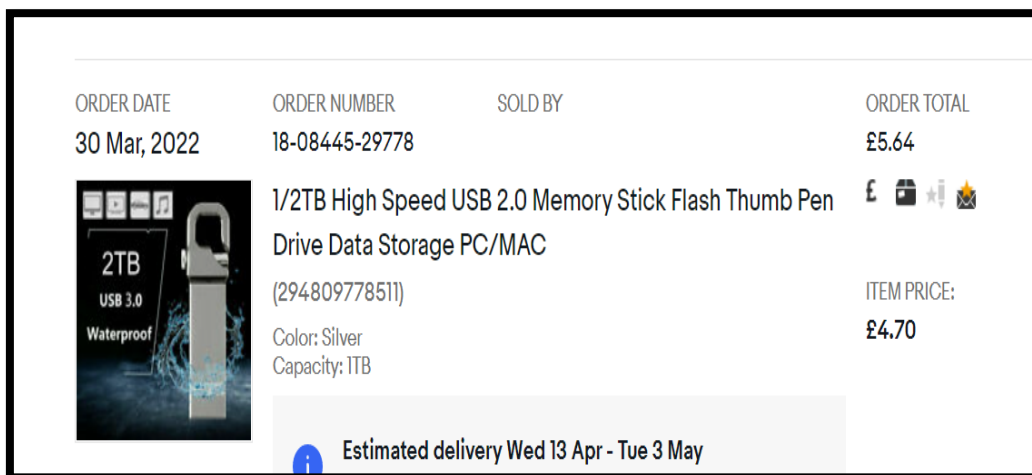 ORDER DATE ORDER NUMBER SOLD BY ORDER TOTAL
30 Mar, 2022 18-08445-29778 £5.64
1/2TB High Speed USB 2.0 Memory Stick Flash Thumb Pen
Drive Data Storage PC/MAC
(294809778511)
Color: Silver
Capacity: 1TB
ITEM PRICE:
£4.70
2TB
USB 3.0
Waterproof
Estimated delivery Wed 13 Apr - Tue 3 May